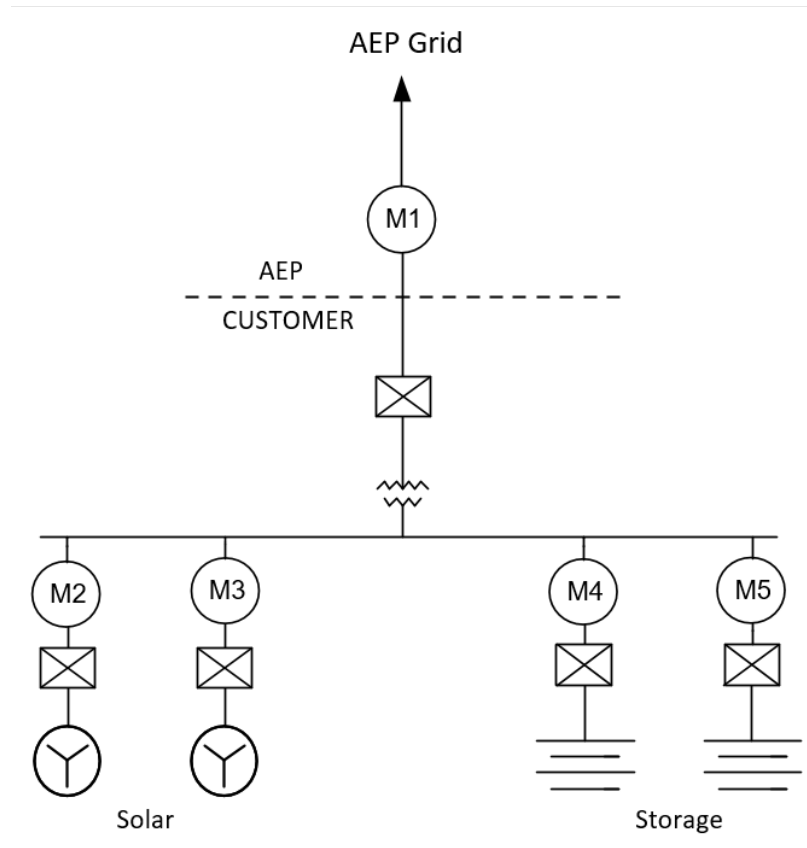 AEP Grid
M1
AEP
CUSTOMER
M2
M3
M4
M5
Solar
Storage